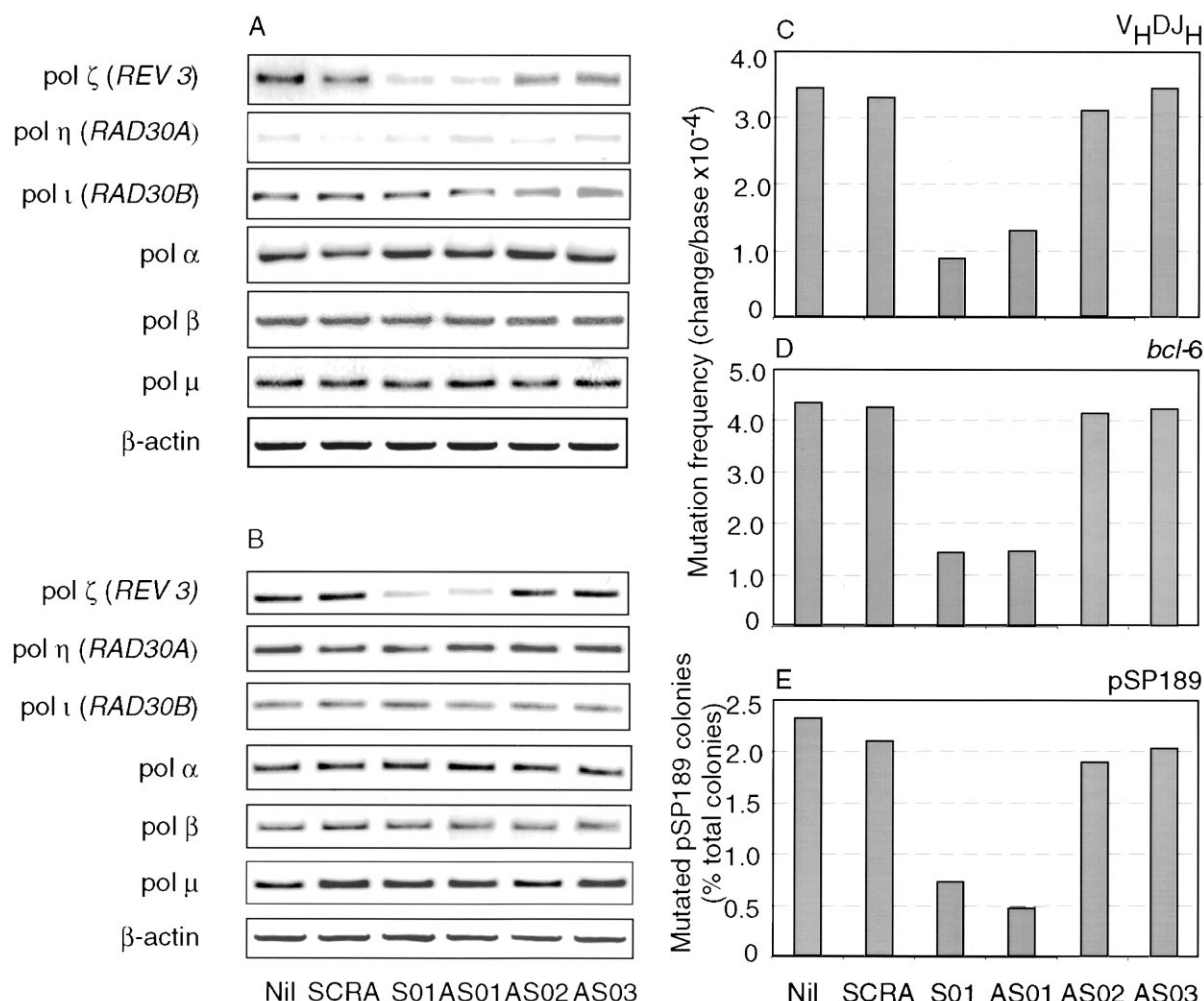 A
pol ζ (REV 3)
pol η (RAD30A)
pol ι (RAD30B)
pol α
pol β
pol μ
β-actin
B
pol ζ (REV 3)
pol η (RAD30A)
pol ι (RAD30B)
pol α
pol β
pol μ
β-actin
Nil SCRA S01 AS01 AS02 AS03
C VHDJH
Mutation frequency (change/base x10-4)
4.0
3.0
2.0
1.0
0
D bcl-6
5.0
4.0
3.0
2.0
1.0
0
E pSP189
Mutated pSP189 colonies
(% total colonies)
2.5
2.0
1.5
1.0
0.5
0
Nil SCRA S01 AS01 AS02 AS03